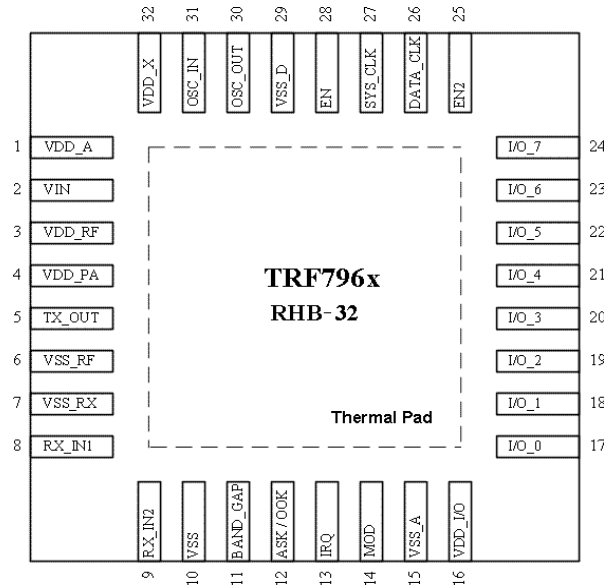 32 31 30 29 28 27 26 25
VDD_X OSC_IN OSC_OUT VSS_D EN SYS_CLK DATA_CLK EN2
1 VDD_A I/O_7 24
2 VIN I/O_6 23
3 VDD_RF I/O_5 22
4 VDD_PA I/O_4 21
TRF796x
5 TX_OUT I/O_3 20
RHB-32
6 VSS_RF I/O_2 19
7 VSS_RX I/O_1 18
Thermal Pad
8 RX_IN1 I/O_0 17
RX_IN2 VSS BAND_GAP ASK / OOK IRQ MOD VSS_A VDD_I/O
9 10 11 12 13 14 15 16